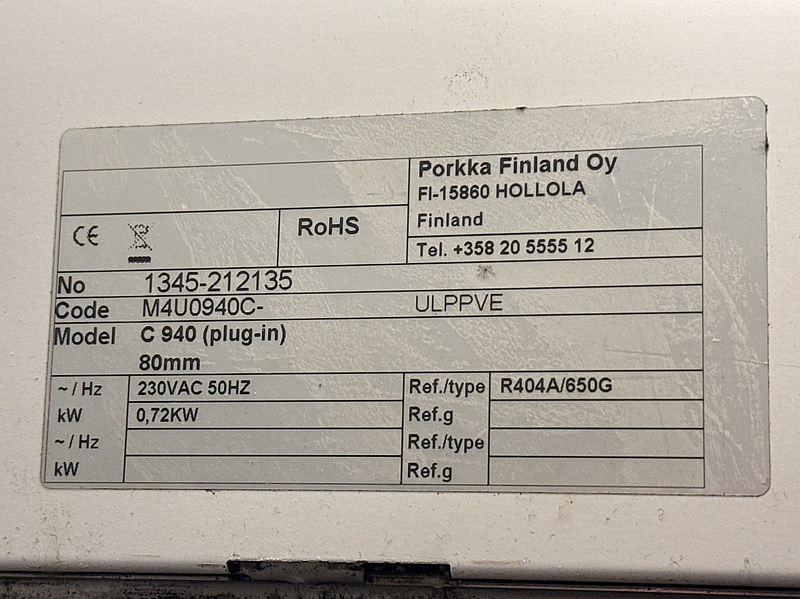 Porkka Finland Oy
FI-15860 HOLLOLA
Finland
CE
RoHS
Tel. +358 20 5555 12
No 1345-212135
Code M4U0940C- ULPPVE
Model C 940 (plug-in)
80mm
~ / Hz 230VAC 50HZ Ref./type R404A/650G
kW 0,72KW Ref.g
~ / Hz Ref./type
kW Ref.g